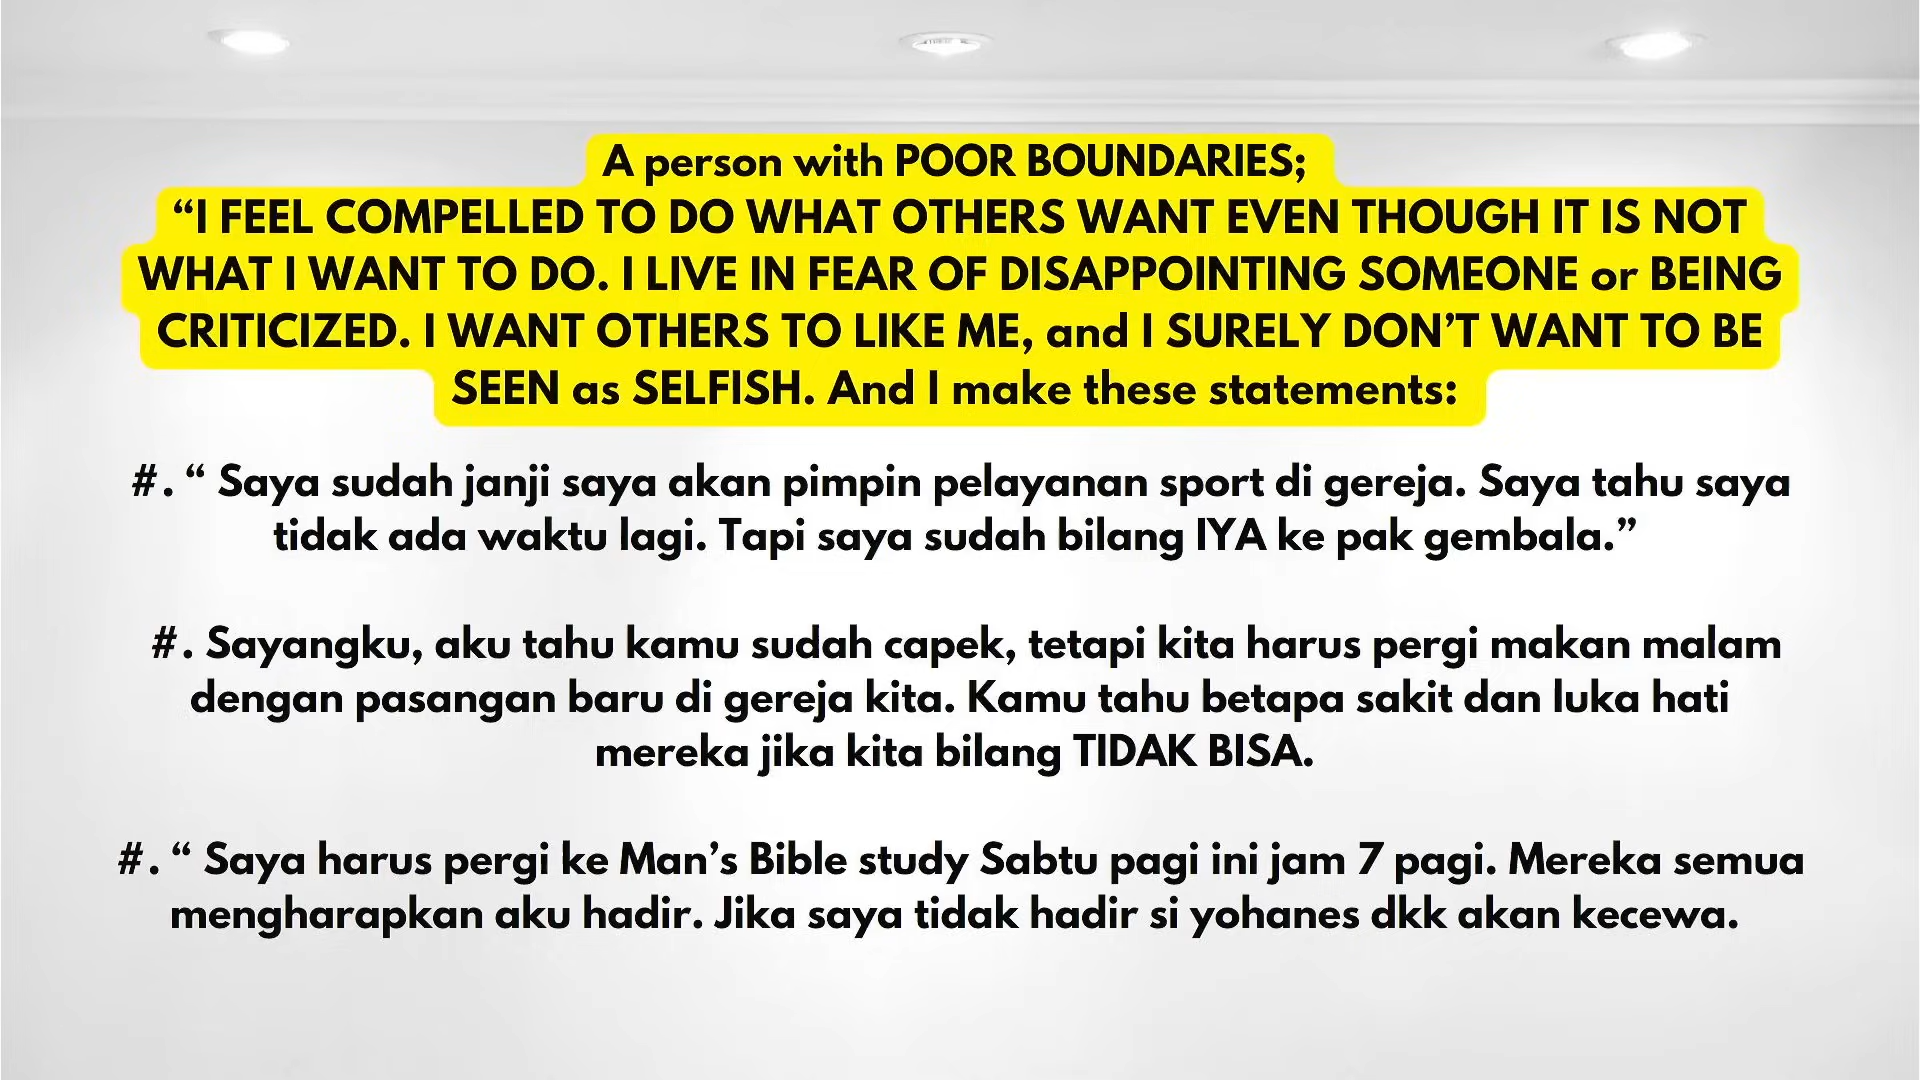 A person with POOR BOUNDARIES;
“I FEEL COMPELLED TO DO WHAT OTHERS WANT EVEN THOUGH IT IS NOT
WHAT I WANT TO DO. I LIVE IN FEAR OF DISAPPOINTING SOMEONE or BEING
CRITICIZED. I WANT OTHERS TO LIKE ME, and I SURELY DON’T WANT TO BE
SEEN as SELFISH. And I make these statements:
#. “ Saya sudah janji saya akan pimpin pelayanan sport di gereja. Saya tahu saya
tidak ada waktu lagi. Tapi saya sudah bilang IYA ke pak gembala.”
#. Sayangku, aku tahu kamu sudah capek, tetapi kita harus pergi makan malam
dengan pasangan baru di gereja kita. Kamu tahu betapa sakit dan luka hati
mereka jika kita bilang TIDAK BISA.
#. “ Saya harus pergi ke Man’s Bible study Sabtu pagi ini jam 7 pagi. Mereka semua
mengharapkan aku hadir. Jika saya tidak hadir si yohanes dkk akan kecewa.